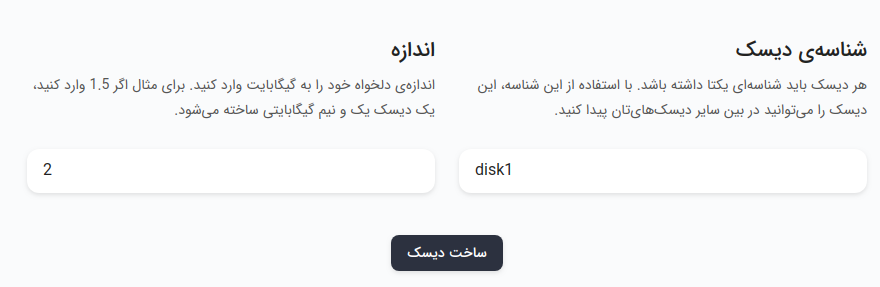 شناسه‌ی دیسک
هر دیسک باید شناسه‌ای یکتا داشته باشد. با استفاده از این شناسه، این
دیسک را می‌توانید در بین سایر دیسک‌های‌تان پیدا کنید.
disk1
اندازه
اندازه‌ی دلخواه خود را به گیگابایت وارد کنید. برای مثال اگر 1.5 وارد کنید،
یک دیسک یک و نیم گیگابایتی ساخته می‌شود.
2
ساخت دیسک